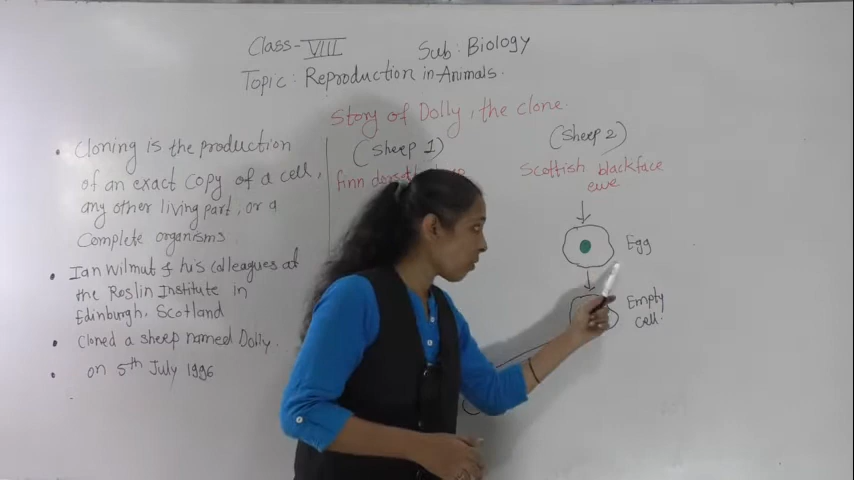 Class-VIII Sub: Biology
Topic: Reproduction in Animals.
Story of Dolly, the clone.
• Cloning is the production
of an exact copy of a cell,
any other living part, or a
Complete organisms.
• Ian Wilmut & his colleagues at
the Roslin Institute in
Edinburgh, Scotland
• Cloned a sheep named Dolly.
• on 5th July 1996
(Sheep 1)
finn
(Sheep 2)
Scottish blackface
ewe
Egg
Empty
cell.